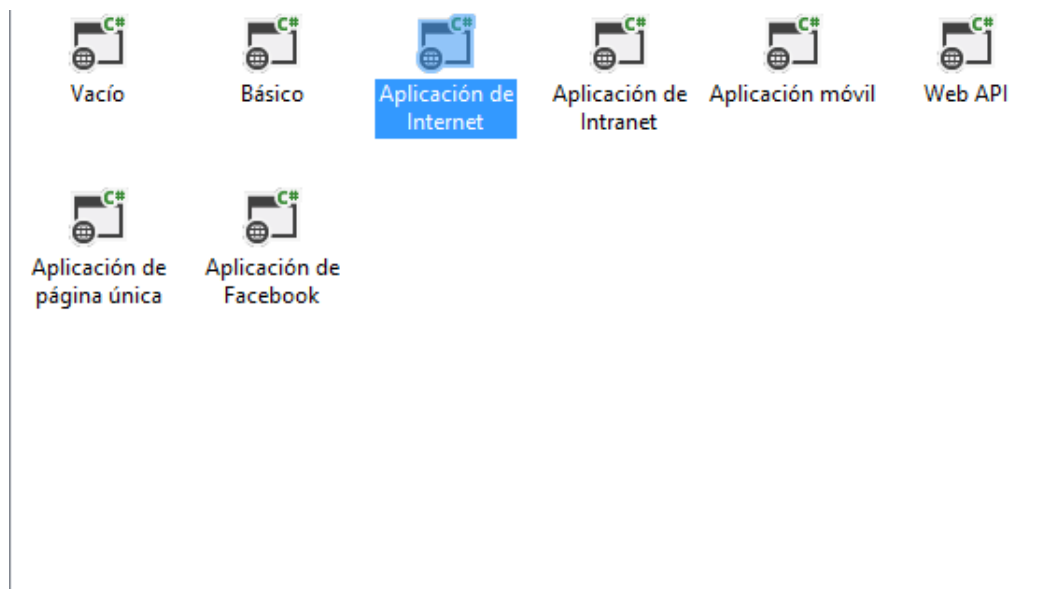 C# C# C# C# C# C#
Vacío Básico Aplicación de Internet Aplicación de Intranet Aplicación móvil Web API
C# C#
Aplicación de página única Aplicación de Facebook